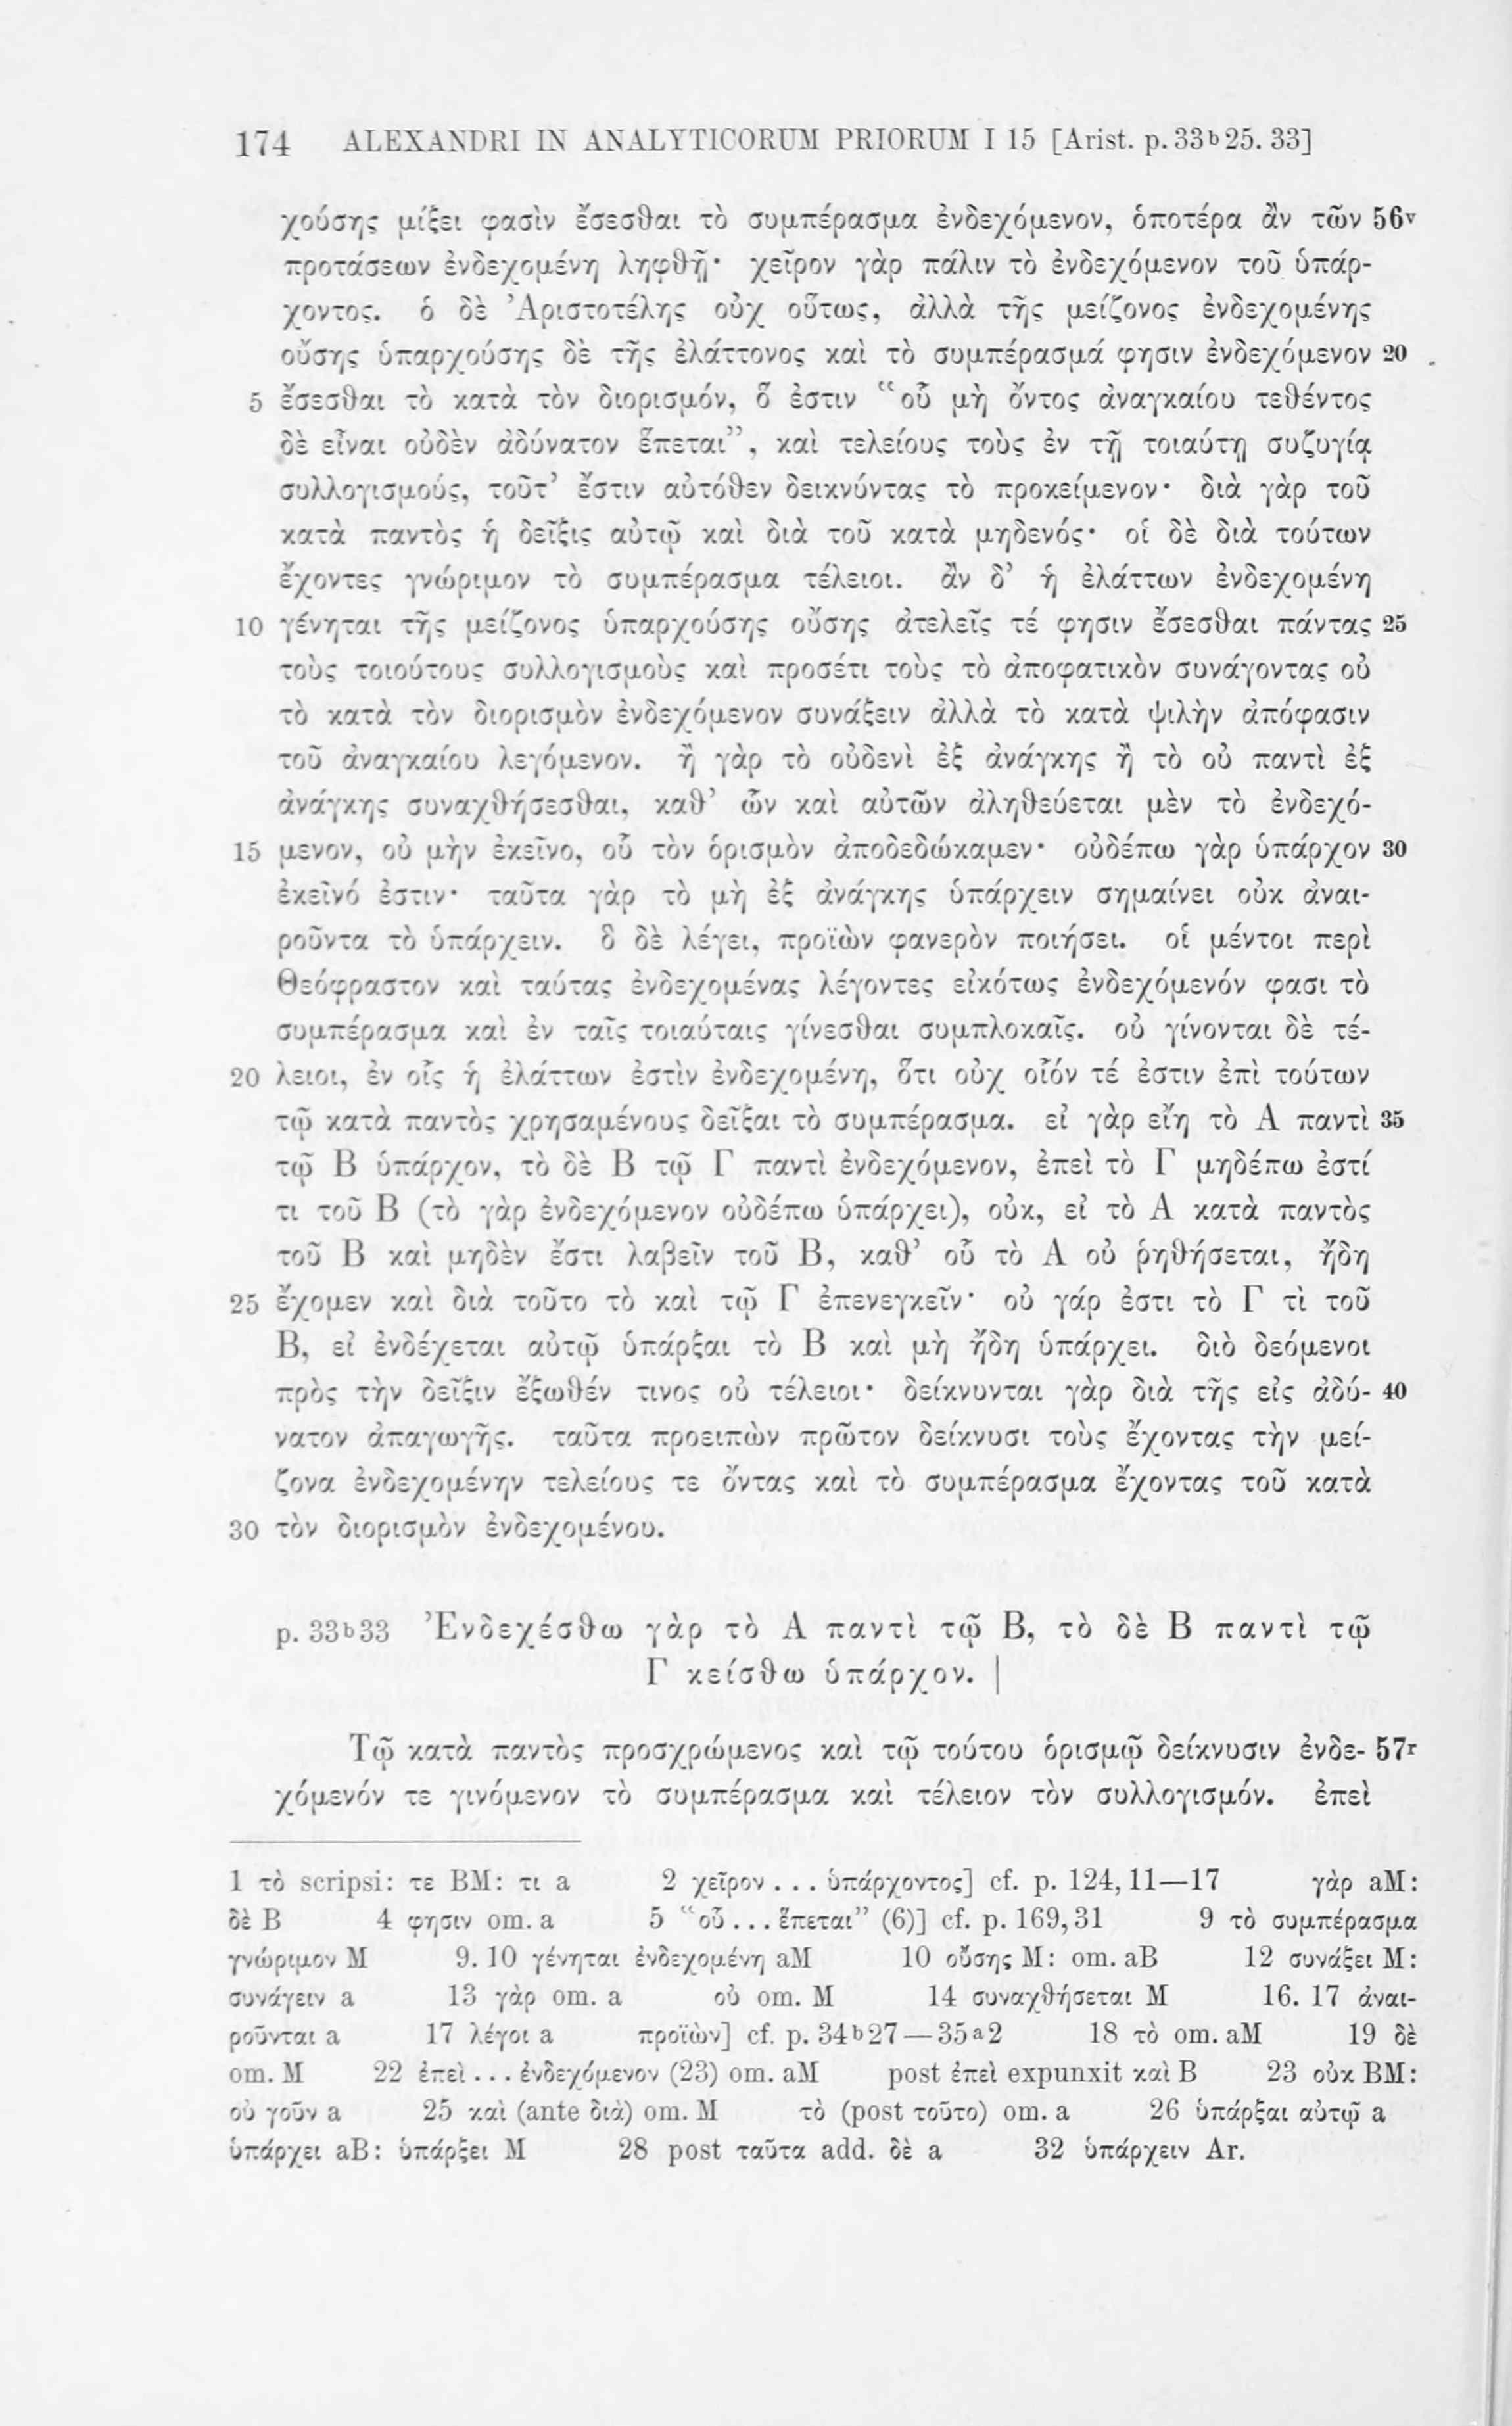 174 ALEXANDRI IN ANALYTICORUM PRIORUM I 15 [Arist. p. 33b25. 33]
χούσης μίξει φασὶν ἔσεσθαι τὸ συμπέρασμα ἐνδεχόμενον, ὁποτέρα ἂν τῶν 56v
προτάσεων ἐνδεχομένη ληφθῇ· χεῖρον γὰρ πάλιν τὸ ἐνδεχόμενον τοῦ ὑπάρ-
χοντος. ὁ δὲ Ἀριστοτέλης οὐχ οὕτως, ἀλλὰ τῆς μείζονος ἐνδεχομένης
οὔσης ὑπαρχούσης δὲ τῆς ἐλάττονος καὶ τὸ συμπέρασμά φησιν ἐνδεχόμενον 20
5 ἔσεσθαι τὸ κατὰ τὸν διορισμόν, ὅ ἐστιν “οὗ μὴ ὄντος ἀναγκαίου τεθέντος
δὲ εἶναι οὐδὲν ἀδύνατον ἕπεται”, καὶ τελείους τοὺς ἐν τῇ τοιαύτῃ συζυγίᾳ
συλλογισμούς, τοῦτ’ ἔστιν αὐτόθεν δεικνύντας τὸ προκείμενον· διὰ γὰρ τοῦ
κατὰ παντὸς ἡ δεῖξις αὐτῷ καὶ διὰ τοῦ κατὰ μηδενός· οἱ δὲ διὰ τούτων
ἔχοντες γνώριμον τὸ συμπέρασμα τέλειοι. ἂν δ’ ἡ ἐλάττων ἐνδεχομένη
10 γένηται τῆς μείζονος ὑπαρχούσης οὔσης ἀτελεῖς τέ φησιν ἔσεσθαι πάντας 25
τοὺς τοιούτους συλλογισμοὺς καὶ προσέτι τοὺς τὸ ἀποφατικὸν συνάγοντας οὐ
τὸ κατὰ τὸν διορισμὸν ἐνδεχόμενον συνάξειν ἀλλὰ τὸ κατὰ ψιλὴν ἀπόφασιν
τοῦ ἀναγκαίου λεγόμενον. ἢ γὰρ τὸ οὐδενὶ ἐξ ἀνάγκης ἢ τὸ οὐ παντὶ ἐξ
ἀνάγκης συναχθήσεσθαι, καθ’ ὧν καὶ αὐτῶν ἀληθεύεται μὲν τὸ ἐνδεχό-
15 μενον, οὐ μὴν ἐκεῖνο, οὗ τὸν ὁρισμὸν ἀποδεδώκαμεν· οὐδέπω γὰρ ὑπάρχον 30
ἐκεῖνό ἐστιν· ταῦτα γὰρ τὸ μὴ ἐξ ἀνάγκης ὑπάρχειν σημαίνει οὐκ ἀναι-
ροῦντα τὸ ὑπάρχειν. ὃ δὲ λέγει, προϊὼν φανερὸν ποιήσει. οἱ μέντοι περὶ
Θεόφραστον καὶ ταύτας ἐνδεχομένας λέγοντες εἰκότως ἐνδεχόμενόν φασι τὸ
συμπέρασμα καὶ ἐν ταῖς τοιαύταις γίνεσθαι συμπλοκαῖς. οὐ γίνονται δὲ τέ-
20 λειοι, ἐν οἷς ἡ ἐλάττων ἐστὶν ἐνδεχομένη, ὅτι οὐχ οἷόν τέ ἐστιν ἐπὶ τούτων
τῷ κατὰ παντὸς χρησαμένους δεῖξαι τὸ συμπέρασμα. εἰ γὰρ εἴη τὸ Α παντὶ 35
τῷ Β ὑπάρχον, τὸ δὲ Β τῷ Γ παντὶ ἐνδεχόμενον, ἐπεὶ τὸ Γ μηδέπω ἐστί
τι τοῦ Β (τὸ γὰρ ἐνδεχόμενον οὐδέπω ὑπάρχει), οὐκ, εἰ τὸ Α κατὰ παντὸς
τοῦ Β καὶ μηδὲν ἔστι λαβεῖν τοῦ Β, καθ’ οὗ τὸ Α οὐ ῥηθήσεται, ἤδη
25 ἔχομεν καὶ διὰ τοῦτο τὸ καὶ τῷ Γ ἐπενεγκεῖν· οὐ γάρ ἐστι τὸ Γ τὶ τοῦ
Β, εἰ ἐνδέχεται αὐτῷ ὑπάρξαι τὸ Β καὶ μὴ ἤδη ὑπάρχει. διὸ δεόμενοι
πρὸς τὴν δεῖξιν ἔξωθέν τινος οὐ τέλειοι· δείκνυνται γὰρ διὰ τῆς εἰς ἀδύ- 40
νατον ἀπαγωγῆς. ταῦτα προειπὼν πρῶτον δείκνυσι τοὺς ἔχοντας τὴν μεί-
ζονα ἐνδεχομένην τελείους τε ὄντας καὶ τὸ συμπέρασμα ἔχοντας τοῦ κατὰ
30 τὸν διορισμὸν ἐνδεχομένου.
p. 33b33 Ἐνδεχέσθω γὰρ τὸ Α παντὶ τῷ Β, τὸ δὲ Β παντὶ τῷ
Γ κείσθω ὑπάρχον. |
Τῷ κατὰ παντὸς προσχρώμενος καὶ τῷ τούτου ὁρισμῷ δείκνυσιν ἐνδε- 57r
χόμενόν τε γινόμενον τὸ συμπέρασμα καὶ τέλειον τὸν συλλογισμόν. ἐπεὶ
1 τὸ scripsi: τε BM: τι a 2 χεῖρον ... ὑπάρχοντος] cf. p. 124, 11—17 γὰρ aM:
δὲ B 4 φησιν om. a 5 “οὗ ... ἕπεται” (6)] cf. p. 169,31 9 τὸ συμπέρασμα
γνώριμον M 9. 10 γένηται ἐνδεχομένη aM 10 οὔσης M: om. aB 12 συνάξει M:
συνάγειν a 13 γὰρ om. a οὐ om. M 14 συναχθήσεται M 16. 17 ἀναι-
ροῦνται a 17 λέγοι a προϊὼν] cf. p. 34b27—35a2 18 τὸ om. aM 19 δὲ
om. M 22 ἐπεὶ ... ἐνδεχόμενον (23) om. aM post ἐπεὶ expunxit καὶ B 23 οὐκ BM:
οὐ γοῦν a 25 καὶ (ante διὰ) om. M τὸ (post τοῦτο) om. a 26 ὑπάρξαι αὐτῷ a
ὑπάρχει aB: ὑπάρξει M 28 post ταῦτα add. δὲ a 32 ὑπάρχειν Ar.